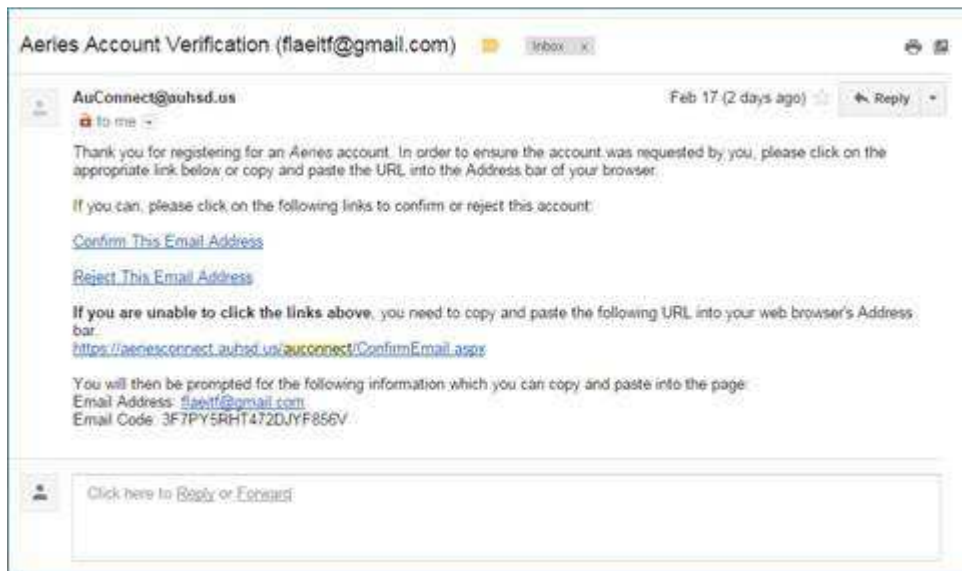 Aeries Account Verification (flaeitf@gmail.com) Inbox x
AuConnect@auhsd.us Feb 17 (2 days ago) Reply
to me
Thank you for registering for an Aeries account. In order to ensure the account was requested by you, please click on the
appropriate link below or copy and paste the URL into the Address bar of your browser.
If you can, please click on the following links to confirm or reject this account:
Confirm This Email Address
Reject This Email Address
If you are unable to click the links above, you need to copy and paste the following URL into your web browser's Address
bar.
https://aeriesconnect.auhsd.us/auconnect/ConfirmEmail.aspx
You will then be prompted for the following information which you can copy and paste into the page:
Email Address: flaeitf@gmail.com
Email Code: 3F7PY5RHT472DJYF856V
Click here to Reply or Forward